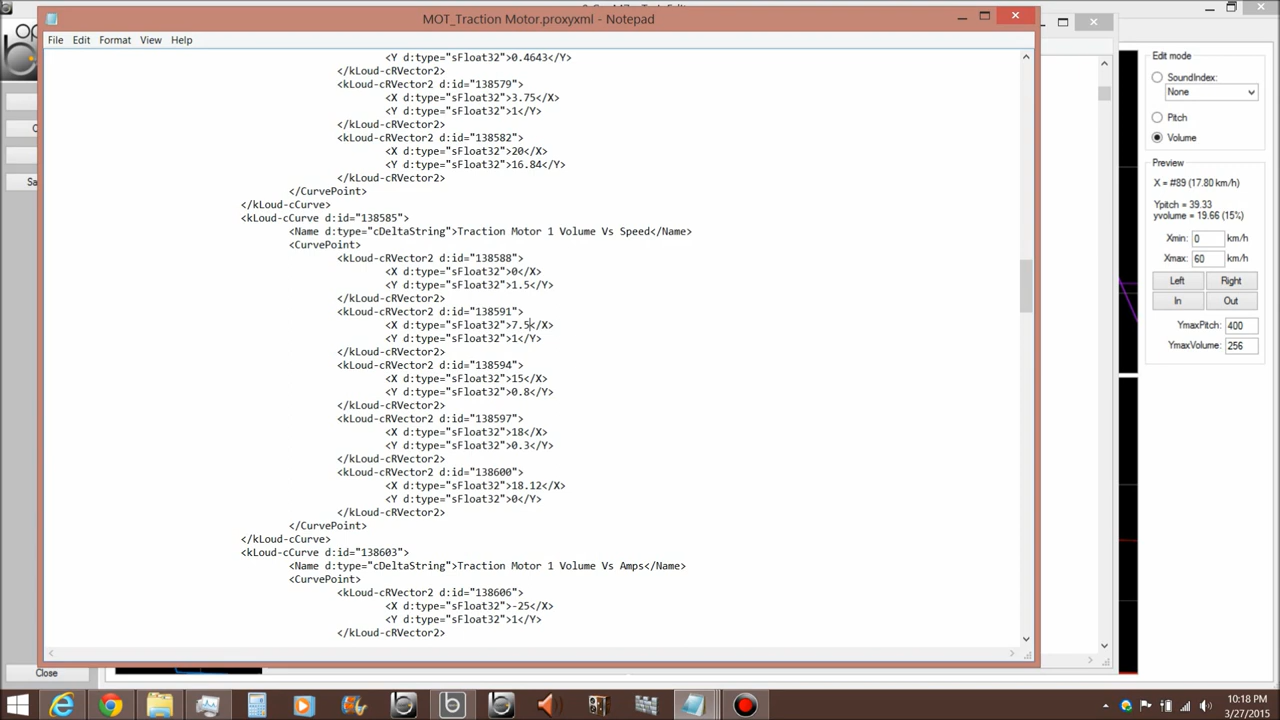 MOT_Traction Motor.proxyxml - Notepad
File Edit Format View Help
<Y d:type="sFloat32">0.4643</Y>
</kLoud-cRVector2>
<kLoud-cRVector2 d:id="138579">
<X d:type="sFloat32">3.75</X>
<Y d:type="sFloat32">1</Y>
</kLoud-cRVector2>
<kLoud-cRVector2 d:id="138582">
<X d:type="sFloat32">20</X>
<Y d:type="sFloat32">16.84</Y>
</kLoud-cRVector2>
</CurvePoint>
</kLoud-cCurve>
<kLoud-cCurve d:id="138585">
<Name d:type="cDeltaString">Traction Motor 1 Volume Vs Speed</Name>
<CurvePoint>
<kLoud-cRVector2 d:id="138588">
<X d:type="sFloat32">0</X>
<Y d:type="sFloat32">1.5</Y>
</kLoud-cRVector2>
<kLoud-cRVector2 d:id="138591">
<X d:type="sFloat32">7.5</X>
<Y d:type="sFloat32">1</Y>
</kLoud-cRVector2>
<kLoud-cRVector2 d:id="138594">
<X d:type="sFloat32">15</X>
<Y d:type="sFloat32">0.8</Y>
</kLoud-cRVector2>
<kLoud-cRVector2 d:id="138597">
<X d:type="sFloat32">18</X>
<Y d:type="sFloat32">0.3</Y>
</kLoud-cRVector2>
<kLoud-cRVector2 d:id="138600">
<X d:type="sFloat32">18.12</X>
<Y d:type="sFloat32">0</Y>
</kLoud-cRVector2>
</CurvePoint>
</kLoud-cCurve>
<kLoud-cCurve d:id="138603">
<Name d:type="cDeltaString">Traction Motor 1 Volume Vs Amps</Name>
<CurvePoint>
<kLoud-cRVector2 d:id="138606">
<X d:type="sFloat32">-25</X>
<Y d:type="sFloat32">1</Y>
</kLoud-cRVector2>
Close
Edit mode
SoundIndex:
None
Pitch
Volume
Preview
X = #89 (17.80 km/h)
Ypitch = 39.33
yvolume = 19.66 (15%)
Xmin: 0 km/h
Xmax: 60 km/h
Left Right
In Out
YmaxPitch: 400
YmaxVolume: 256
10:18 PM
3/27/2015